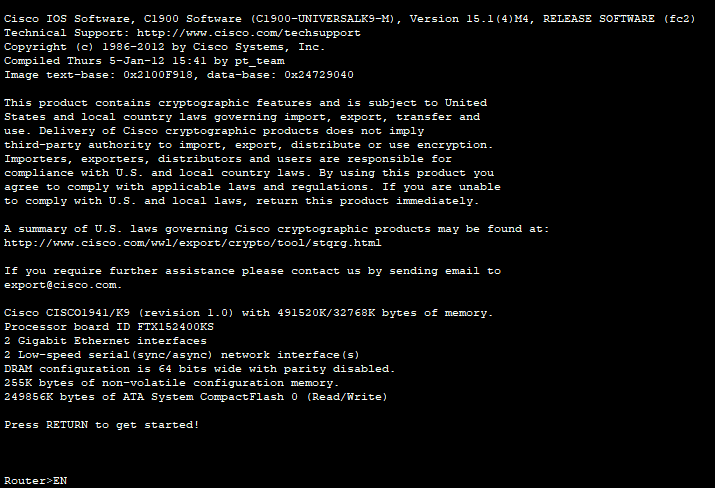 Cisco IOS Software, C1900 Software (C1900-UNIVERSALK9-M), Version 15.1(4)M4, RELEASE SOFTWARE (fc2)
Technical Support: http://www.cisco.com/techsupport
Copyright (c) 1986-2012 by Cisco Systems, Inc.
Compiled Thurs 5-Jan-12 15:41 by pt_team
Image text-base: 0x2100F918, data-base: 0x24729040
This product contains cryptographic features and is subject to United
States and local country laws governing import, export, transfer and
use. Delivery of Cisco cryptographic products does not imply
third-party authority to import, export, distribute or use encryption.
Importers, exporters, distributors and users are responsible for
compliance with U.S. and local country laws. By using this product you
agree to comply with applicable laws and regulations. If you are unable
to comply with U.S. and local laws, return this product immediately.
A summary of U.S. laws governing Cisco cryptographic products may be found at:
http://www.cisco.com/wwl/export/crypto/tool/stqrg.html
If you require further assistance please contact us by sending email to
export@cisco.com.
Cisco CISCO1941/K9 (revision 1.0) with 491520K/32768K bytes of memory.
Processor board ID FTX152400KS
2 Gigabit Ethernet interfaces
2 Low-speed serial(sync/async) network interface(s)
DRAM configuration is 64 bits wide with parity disabled.
255K bytes of non-volatile configuration memory.
249856K bytes of ATA System CompactFlash 0 (Read/Write)
Press RETURN to get started!
Router>EN